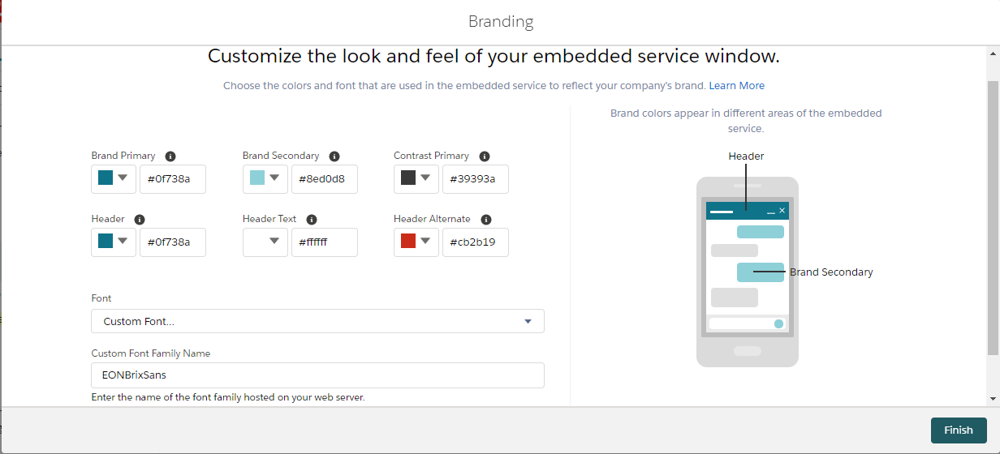 Branding
Customize the look and feel of your embedded service window.
Choose the colors and font that are used in the embedded service to reflect your company's brand. Learn More
Brand colors appear in different areas of the embedded
service.
Brand Primary
Brand Secondary
Contrast Primary
#0f738a
#8ed0d8
#39393a
Header
Header Text
Header Alternate
#0f738a
#ffffff
#cb2b19
Header
Brand Secondary
Font
Custom Font...
Custom Font Family Name
EONBrixSans
Enter the name of the font family hosted on your web server.
Finish